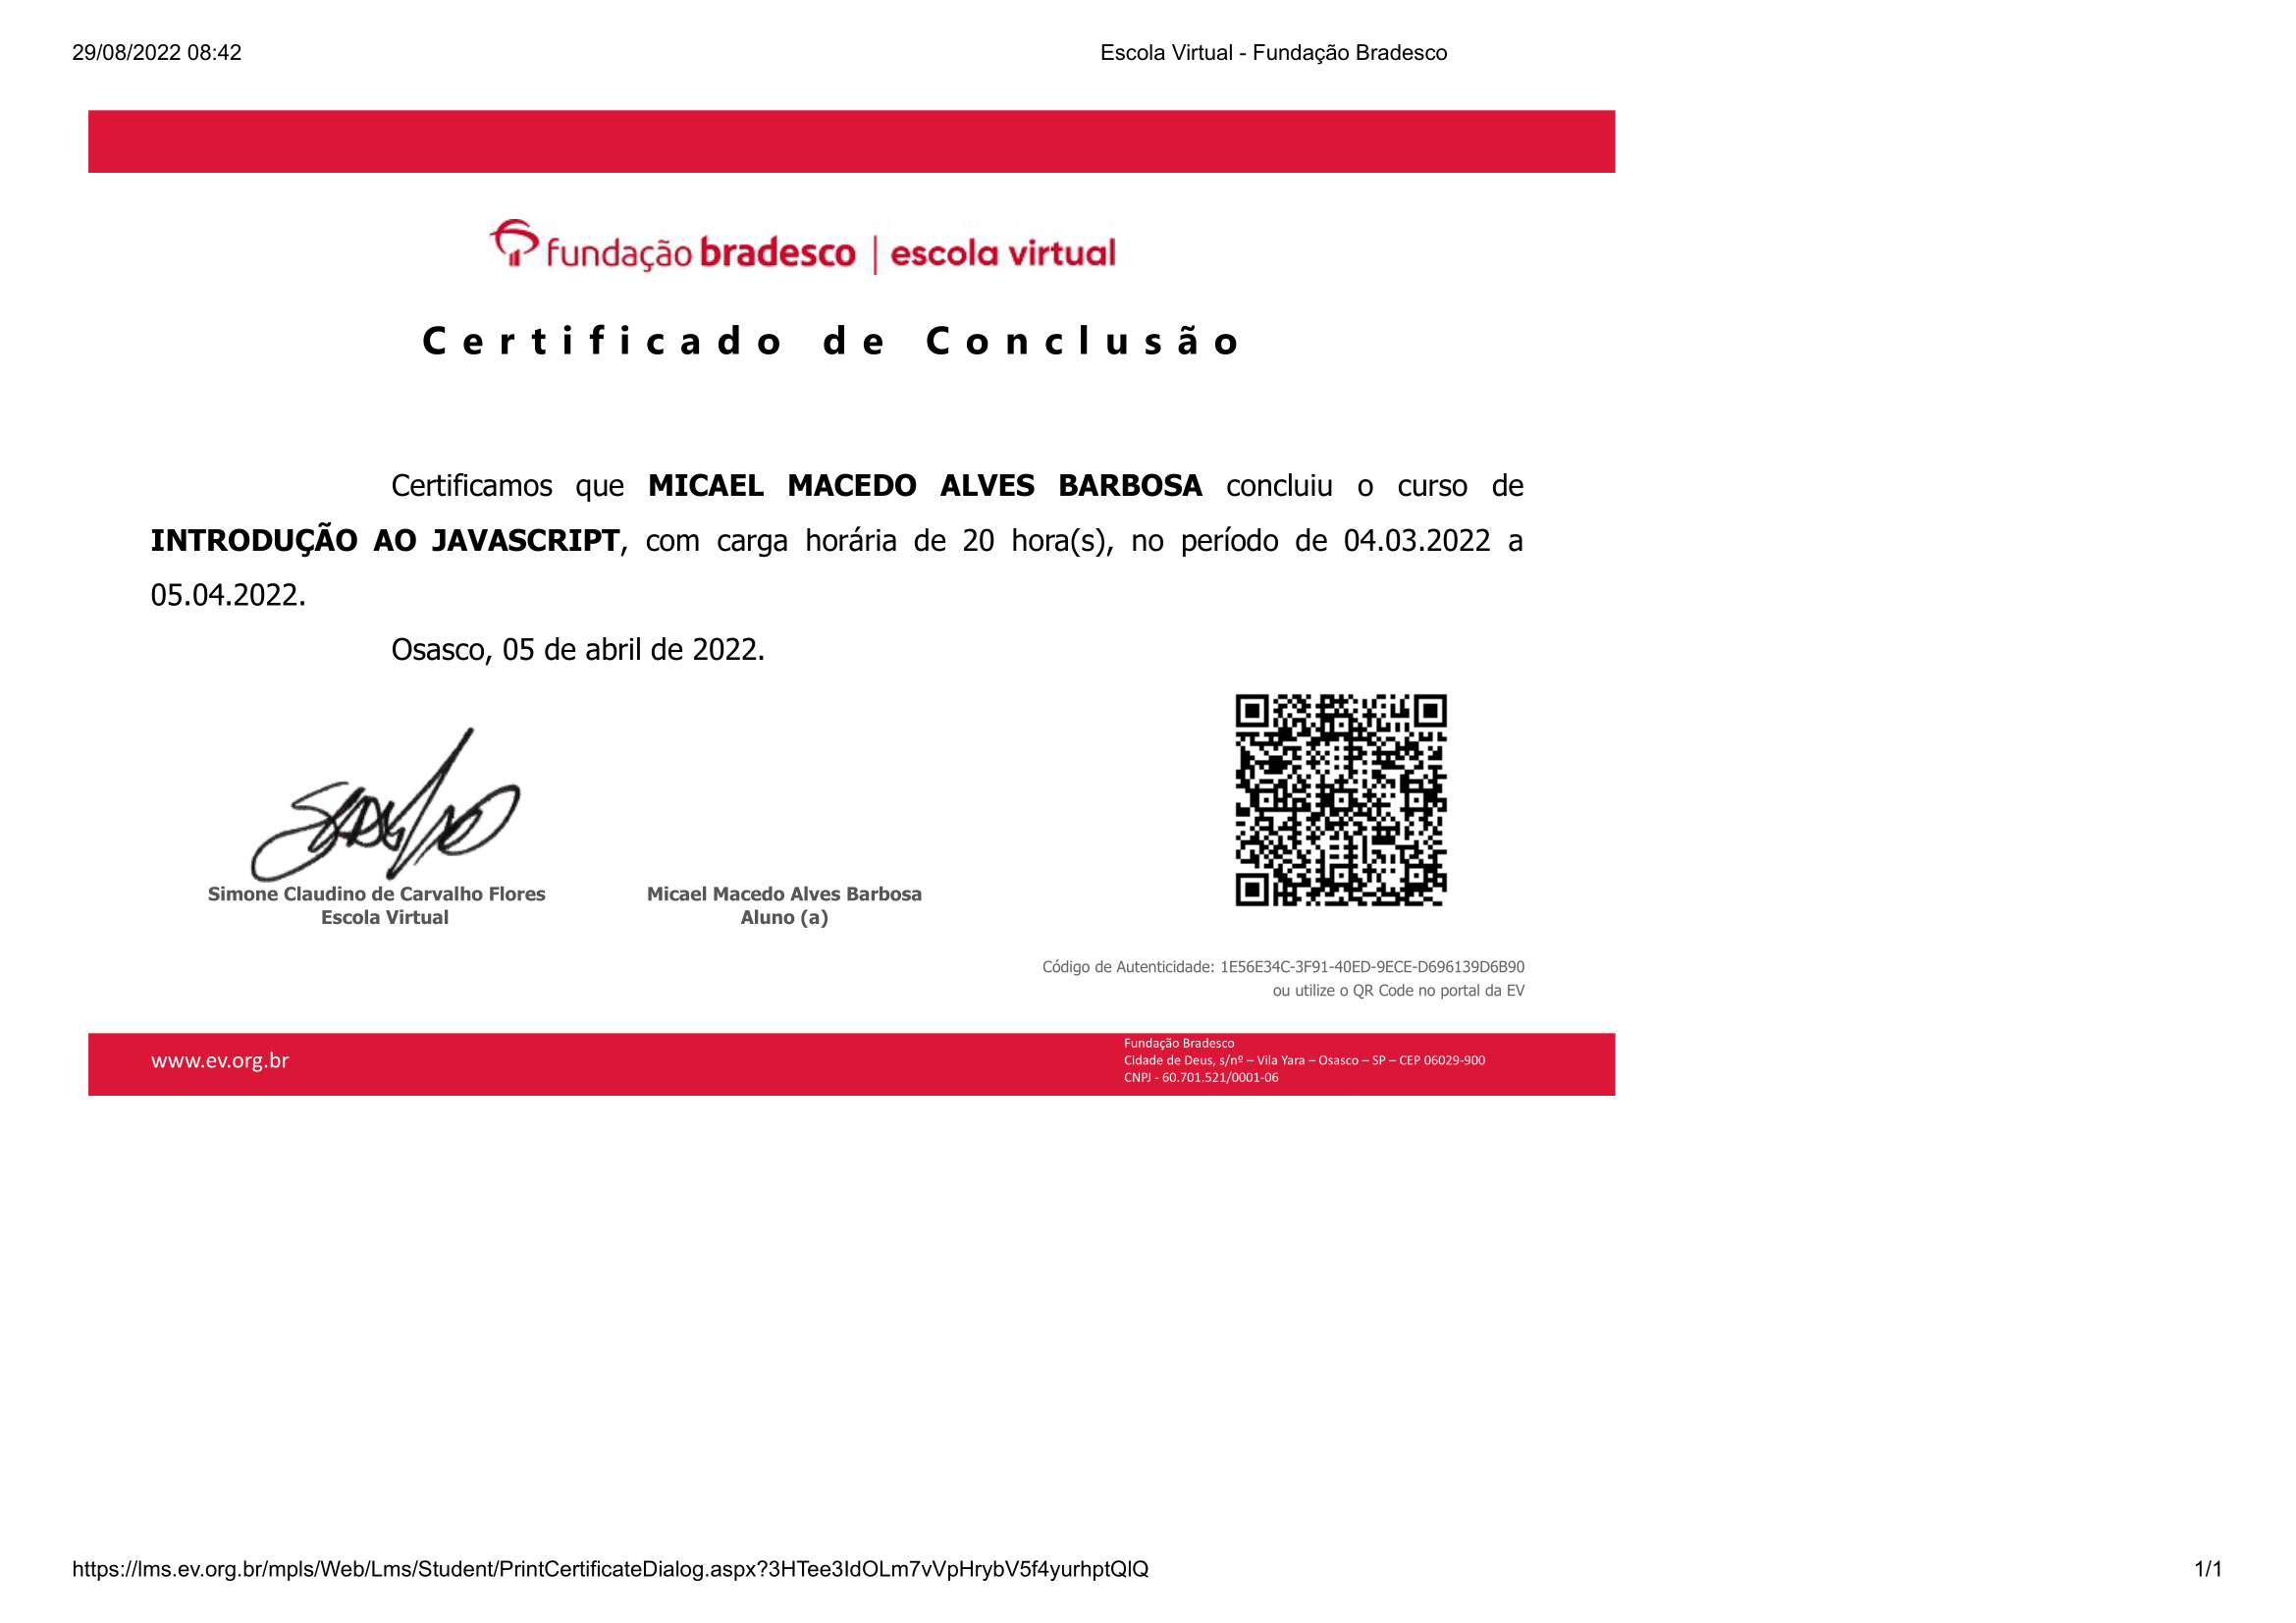 29/08/2022 08:42
Escola Virtual - Fundação Bradesco
fundação bradesco | escola virtual
Certificado de Conclusão
Certificamos que MICAEL MACEDO ALVES BARBOSA concluiu o curso de
INTRODUÇÃO AO JAVASCRIPT, com carga horária de 20 hora(s), no período de 04.03.2022 a
05.04.2022.
Osasco, 05 de abril de 2022.
Simone Claudino de Carvalho Flores
Escola Virtual
Micael Macedo Alves Barbosa
Aluno (a)
Código de Autenticidade: 1E56E34C-3F91-40ED-9ECE-D696139D6B90
ou utilize o QR Code no portal da EV
www.ev.org.br
Fundação Bradesco
Cidade de Deus, s/nº – Vila Yara – Osasco – SP – CEP 06029-900
CNPJ - 60.701.521/0001-06
https://lms.ev.org.br/mpls/Web/Lms/Student/PrintCertificateDialog.aspx?3HTee3IdOLm7vVpHrybV5f4yurhptQlQ
1/1